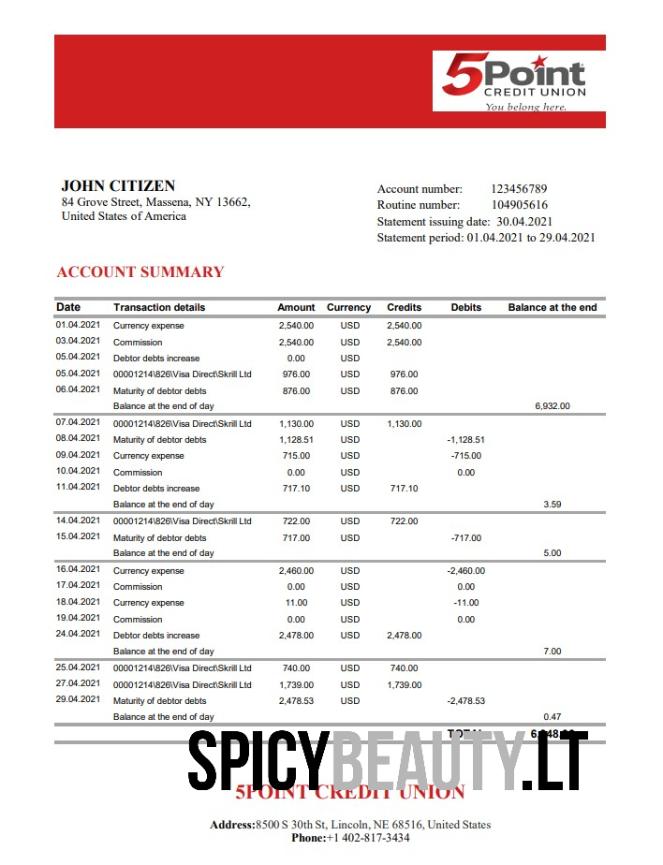 5Point
CREDIT UNION
You belong here.
JOHN CITIZEN
84 Grove Street, Massena, NY 13662,
United States of America
Account number: 123456789
Routine number: 104905616
Statement issuing date: 30.04.2021
Statement period: 01.04.2021 to 29.04.2021
ACCOUNT SUMMARY
Date Transaction details Amount Currency Credits Debits Balance at the end
01.04.2021 Currency expense 2,540.00 USD 2,540.00
03.04.2021 Commission 2,540.00 USD 2,540.00
05.04.2021 Debtor debts increase 0.00 USD
05.04.2021 00001214\826\Visa Direct\Skrill Ltd 976.00 USD 976.00
06.04.2021 Maturity of debtor debts 876.00 USD 876.00
Balance at the end of day 6,932.00
07.04.2021 00001214\826\Visa Direct\Skrill Ltd 1,130.00 USD 1,130.00
08.04.2021 Maturity of debtor debts 1,128.51 USD -1,128.51
09.04.2021 Currency expense 715.00 USD -715.00
10.04.2021 Commission 0.00 USD 0.00
11.04.2021 Debtor debts increase 717.10 USD 717.10
Balance at the end of day 3.59
14.04.2021 00001214\826\Visa Direct\Skrill Ltd 722.00 USD 722.00
15.04.2021 Maturity of debtor debts 717.00 USD -717.00
Balance at the end of day 5.00
16.04.2021 Currency expense 2,460.00 USD -2,460.00
17.04.2021 Commission 0.00 USD 0.00
18.04.2021 Currency expense 11.00 USD -11.00
19.04.2021 Commission 0.00 USD 0.00
24.04.2021 Debtor debts increase 2,478.00 USD 2,478.00
Balance at the end of day 7.00
25.04.2021 00001214\826\Visa Direct\Skrill Ltd 740.00 USD 740.00
27.04.2021 00001214\826\Visa Direct\Skrill Ltd 1,739.00 USD 1,739.00
29.04.2021 Maturity of debtor debts 2,478.53 USD -2,478.53
Balance at the end of day 0.47
SPICYBEAUTY.LT
5POINT CREDIT UNION
Address:8500 S 30th St, Lincoln, NE 68516, United States
Phone:+1 402-817-3434